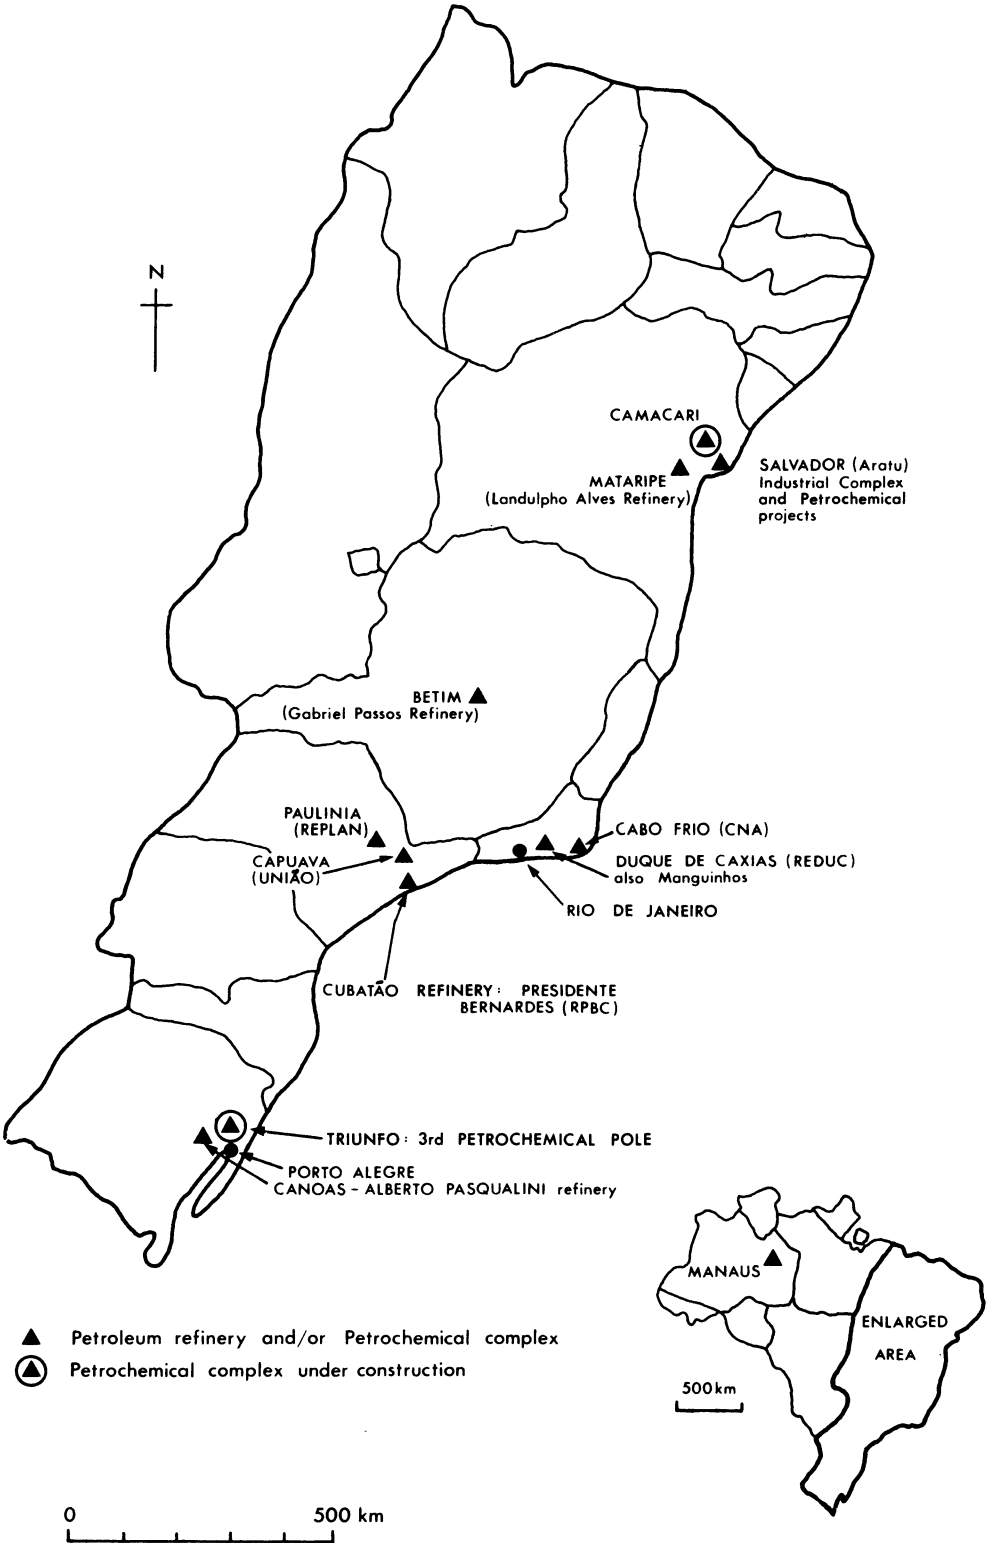 N
CAMACARI
MATARIPE
(Landulpho Alves Refinery)
SALVADOR (Aratu)
Industrial Complex
and Petrochemical
projects
BETIM
(Gabriel Passos Refinery)
PAULINIA
(REPLAN)
CAPUAVA
(UNIÃO)
CABO FRIO (CNA)
DUQUE DE CAXIAS (REDUC)
also Manguinhos
RIO DE JANEIRO
CUBATÃO REFINERY: PRESIDENTE
BERNARDES (RPBC)
TRIUNFO: 3rd PETROCHEMICAL POLE
PORTO ALEGRE
CANOAS - ALBERTO PASQUALINI refinery
MANAUS
ENLARGED
AREA
500km
Petroleum refinery and/or Petrochemical complex
Petrochemical complex under construction
0 500 km